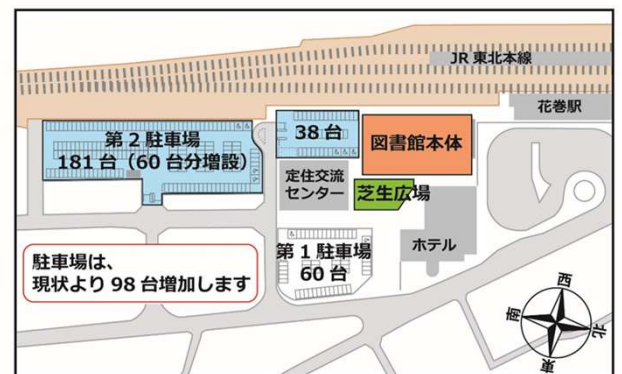 JR 東北本線
花巻駅
第２駐車場
181 台（60 台分増設）
38 台
図書館本体
定住交流
センター
芝生広場
第１駐車場
60 台
ホテル
駐車場は、
現状より 98 台増加します
西
南
北
東